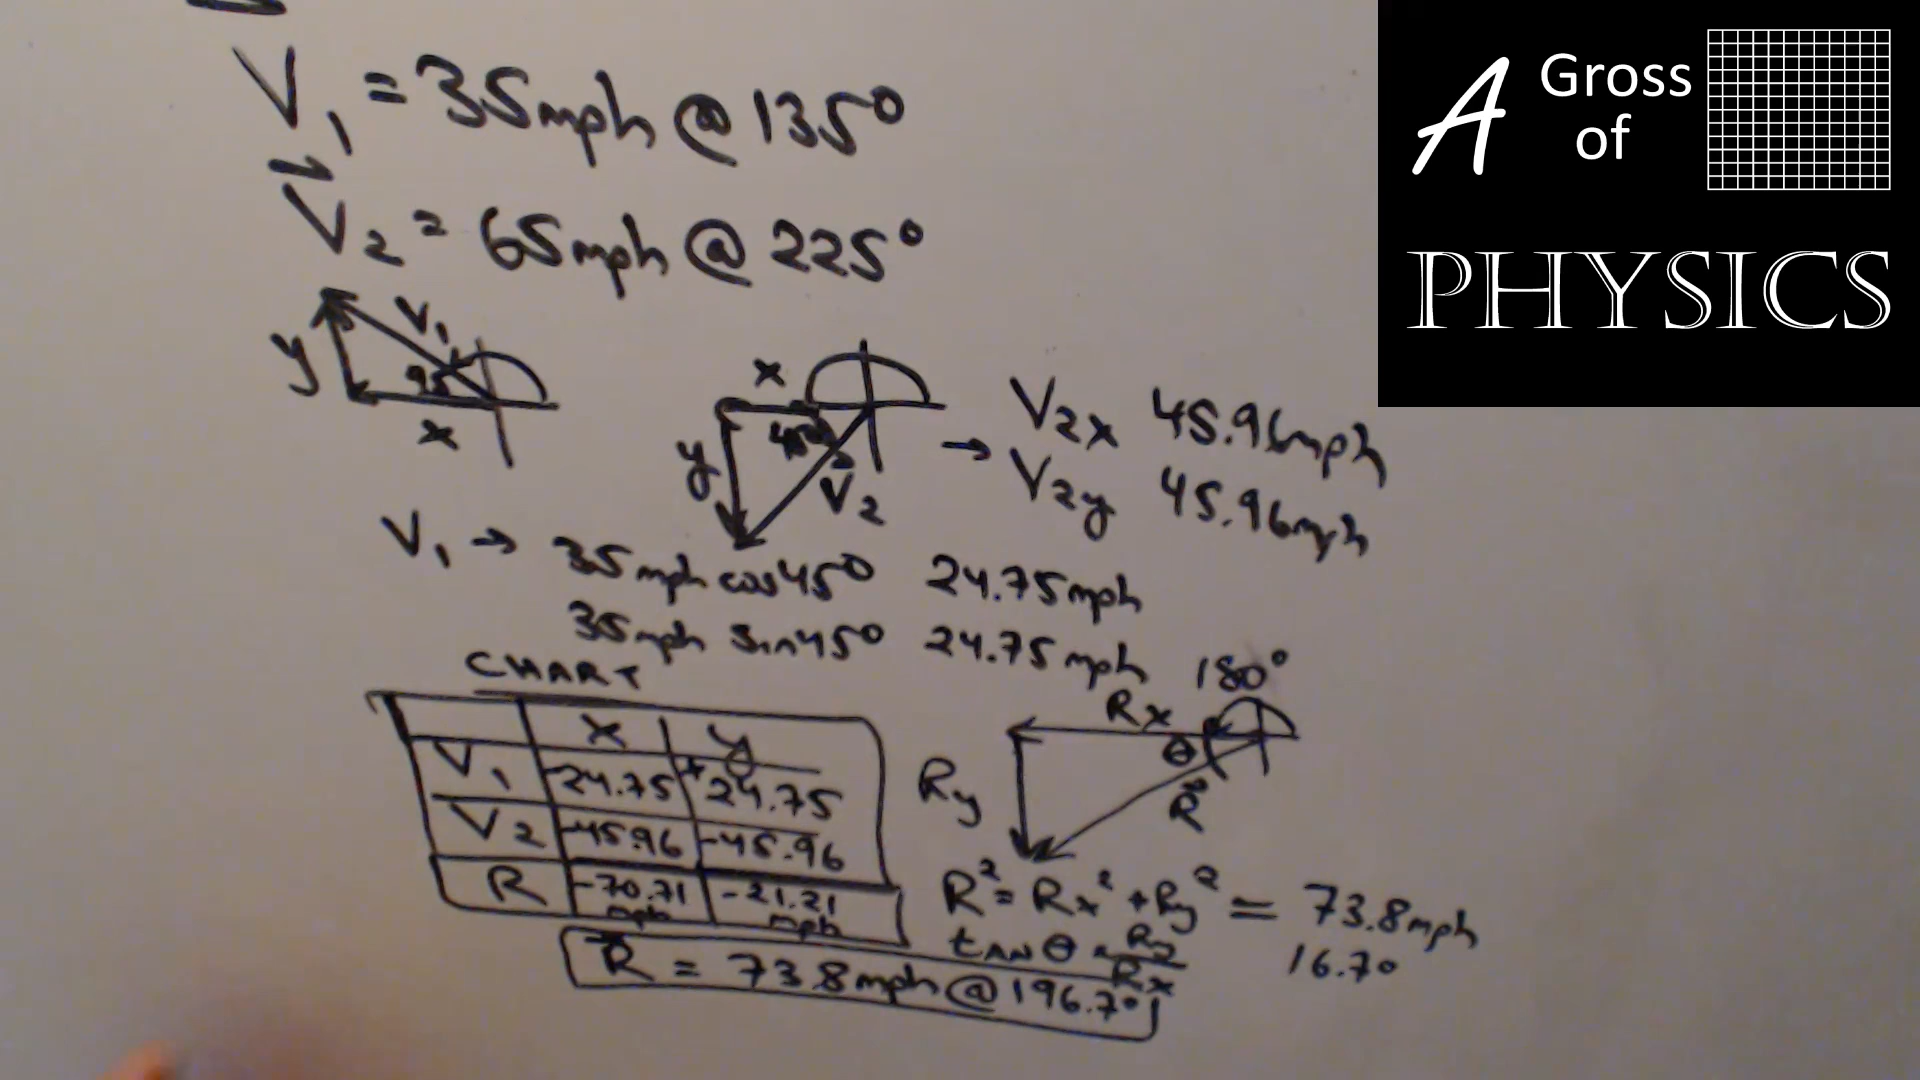 V₁ = 35mph @ 135°
V₂ = 65mph @ 225°
V₁
y
x
x
45°
y
V₂
→ V₂x 45.96mph
V₂y 45.96mph
V₁ → 35mph cos45° 24.75mph
35mph sin45° 24.75mph
CHART
x y
V₁ -24.75 +24.75
V₂ -45.96 -45.96
R -70.71 mph -21.21 mph
180°
Rx
θ
Ry
R
R² = Rx² + Ry² = 73.8mph
tan θ = Ry/Rx 16.7°
R = 73.8mph @ 196.7°
A Gross of
PHYSICS